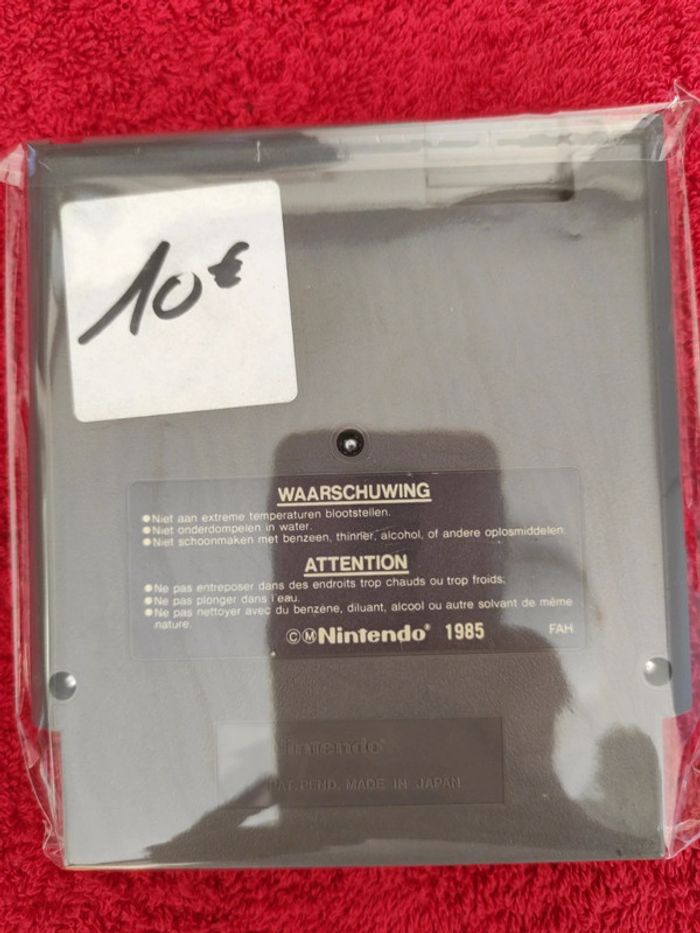 10€
WAARSCHUWING
●Niet aan extreme temperaturen blootstellen.
●Niet onderdompelen in water.
●Niet schoonmaken met benzeen, thinner, alcohol, of andere oplosmiddelen.
ATTENTION
●Ne pas entreposer dans des endroits trop chauds ou trop froids.
●Ne pas plonger dans l'eau.
●Ne pas nettoyer avec du benzène, diluant, alcool ou autre solvant de même
nature.
©ⓂNintendo® 1985 FAH
Nintendo®
PAT. PEND. MADE IN JAPAN